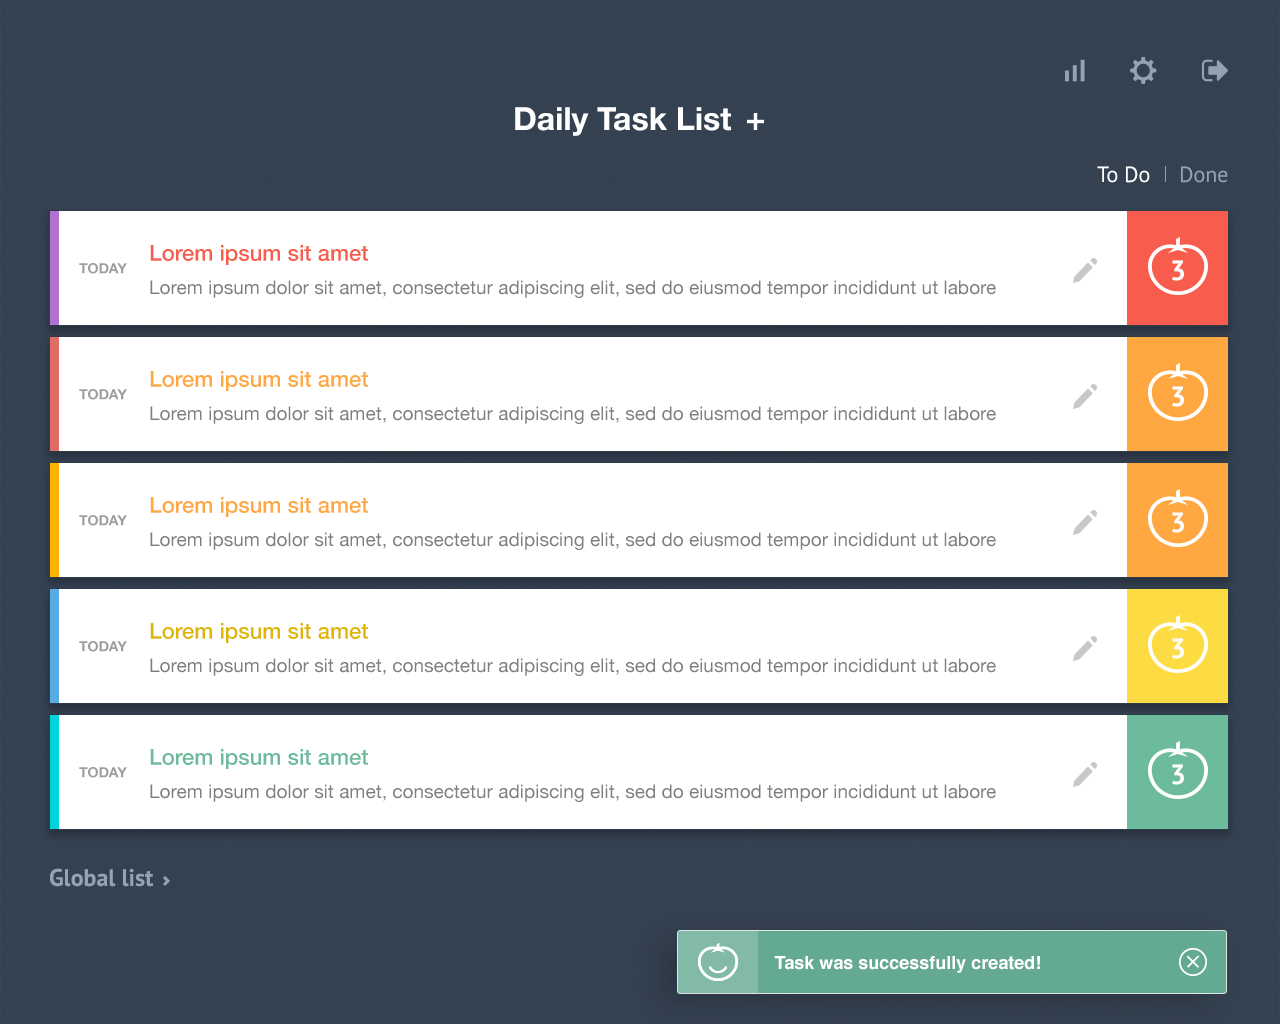 Daily Task List +
To Do | Done
TODAY
Lorem ipsum sit amet
Lorem ipsum dolor sit amet, consectetur adipiscing elit, sed do eiusmod tempor incididunt ut labore
3
TODAY
Lorem ipsum sit amet
Lorem ipsum dolor sit amet, consectetur adipiscing elit, sed do eiusmod tempor incididunt ut labore
3
TODAY
Lorem ipsum sit amet
Lorem ipsum dolor sit amet, consectetur adipiscing elit, sed do eiusmod tempor incididunt ut labore
3
TODAY
Lorem ipsum sit amet
Lorem ipsum dolor sit amet, consectetur adipiscing elit, sed do eiusmod tempor incididunt ut labore
3
TODAY
Lorem ipsum sit amet
Lorem ipsum dolor sit amet, consectetur adipiscing elit, sed do eiusmod tempor incididunt ut labore
3
Global list ›
Task was successfully created!